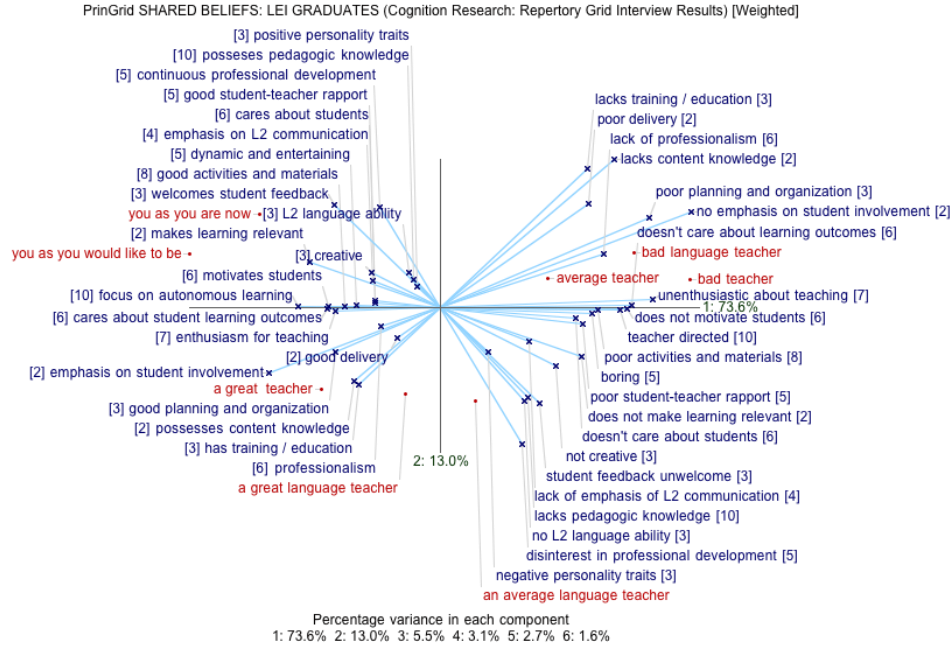 PrinGrid SHARED BELIEFS: LEI GRADUATES (Cognition Research: Repertory Grid Interview Results) [Weighted]
[3] positive personality traits
[10] posseses pedagogic knowledge
[5] continuous professional development
[5] good student-teacher rapport
[6] cares about students
[4] emphasis on L2 communication
[5] dynamic and entertaining
[8] good activities and materials
[3] welcomes student feedback
you as you are now
[3] L2 language ability
[2] makes learning relevant
you as you would like to be
[3] creative
[6] motivates students
[10] focus on autonomous learning
[6] cares about student learning outcomes
[7] enthusiasm for teaching
[2] good delivery
[2] emphasis on student involvement
a great teacher
[3] good planning and organization
[2] possesses content knowledge
[3] has training / education
[6] professionalism
a great language teacher
lacks training / education [3]
poor delivery [2]
lack of professionalism [6]
lacks content knowledge [2]
poor planning and organization [3]
no emphasis on student involvement [2]
doesn't care about learning outcomes [6]
bad language teacher
average teacher
bad teacher
unenthusiastic about teaching [7]
1: 73.6%
does not motivate students [6]
teacher directed [10]
poor activities and materials [8]
boring [5]
poor student-teacher rapport [5]
does not make learning relevant [2]
doesn't care about students [6]
not creative [3]
2: 13.0%
student feedback unwelcome [3]
lack of emphasis of L2 communication [4]
lacks pedagogic knowledge [10]
no L2 language ability [3]
disinterest in professional development [5]
negative personality traits [3]
an average language teacher
Percentage variance in each component
1: 73.6% 2: 13.0% 3: 5.5% 4: 3.1% 5: 2.7% 6: 1.6%